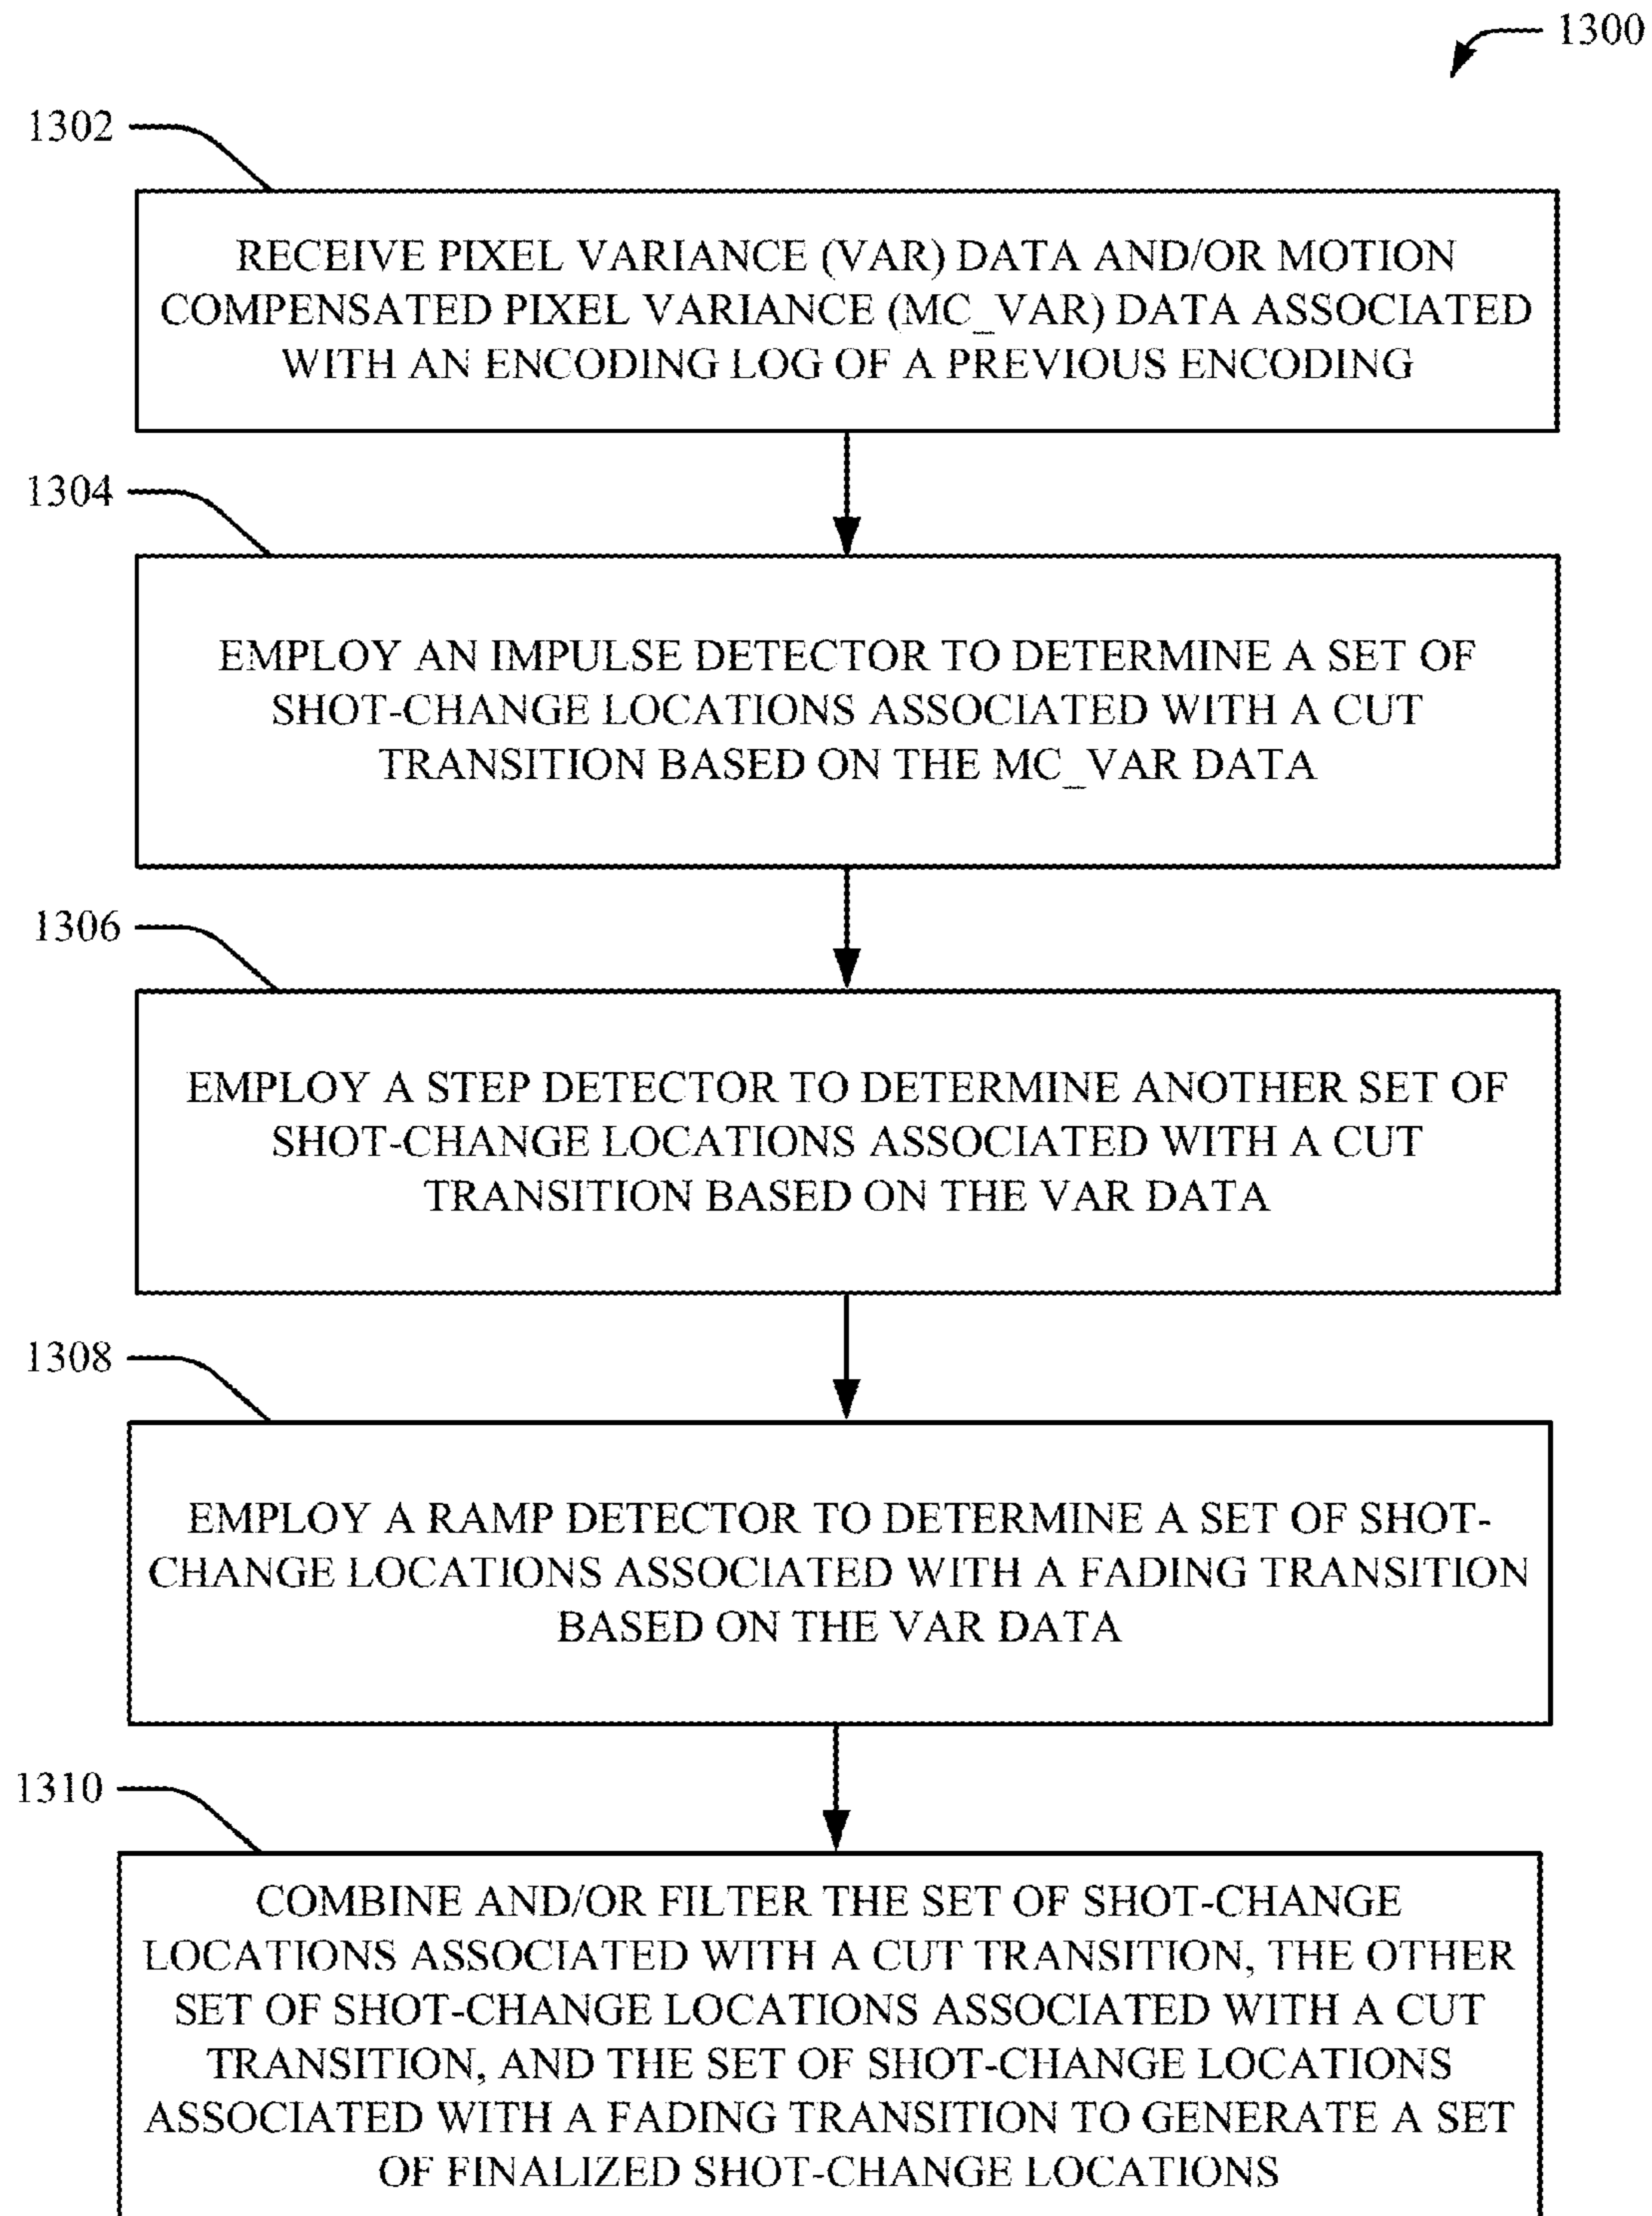 1300
1302
RECEIVE PIXEL VARIANCE (VAR) DATA AND/OR MOTION
COMPENSATED PIXEL VARIANCE (MC_VAR) DATA ASSOCIATED
WITH AN ENCODING LOG OF A PREVIOUS ENCODING
1304
EMPLOY AN IMPULSE DETECTOR TO DETERMINE A SET OF
SHOT-CHANGE LOCATIONS ASSOCIATED WITH A CUT
TRANSITION BASED ON THE MC_VAR DATA
1306
EMPLOY A STEP DETECTOR TO DETERMINE ANOTHER SET OF
SHOT-CHANGE LOCATIONS ASSOCIATED WITH A CUT
TRANSITION BASED ON THE VAR DATA
1308
EMPLOY A RAMP DETECTOR TO DETERMINE A SET OF SHOT-
CHANGE LOCATIONS ASSOCIATED WITH A FADING TRANSITION
BASED ON THE VAR DATA
1310
COMBINE AND/OR FILTER THE SET OF SHOT-CHANGE
LOCATIONS ASSOCIATED WITH A CUT TRANSITION, THE OTHER
SET OF SHOT-CHANGE LOCATIONS ASSOCIATED WITH A CUT
TRANSITION, AND THE SET OF SHOT-CHANGE LOCATIONS
ASSOCIATED WITH A FADING TRANSITION TO GENERATE A SET
OF FINALIZED SHOT-CHANGE LOCATIONS